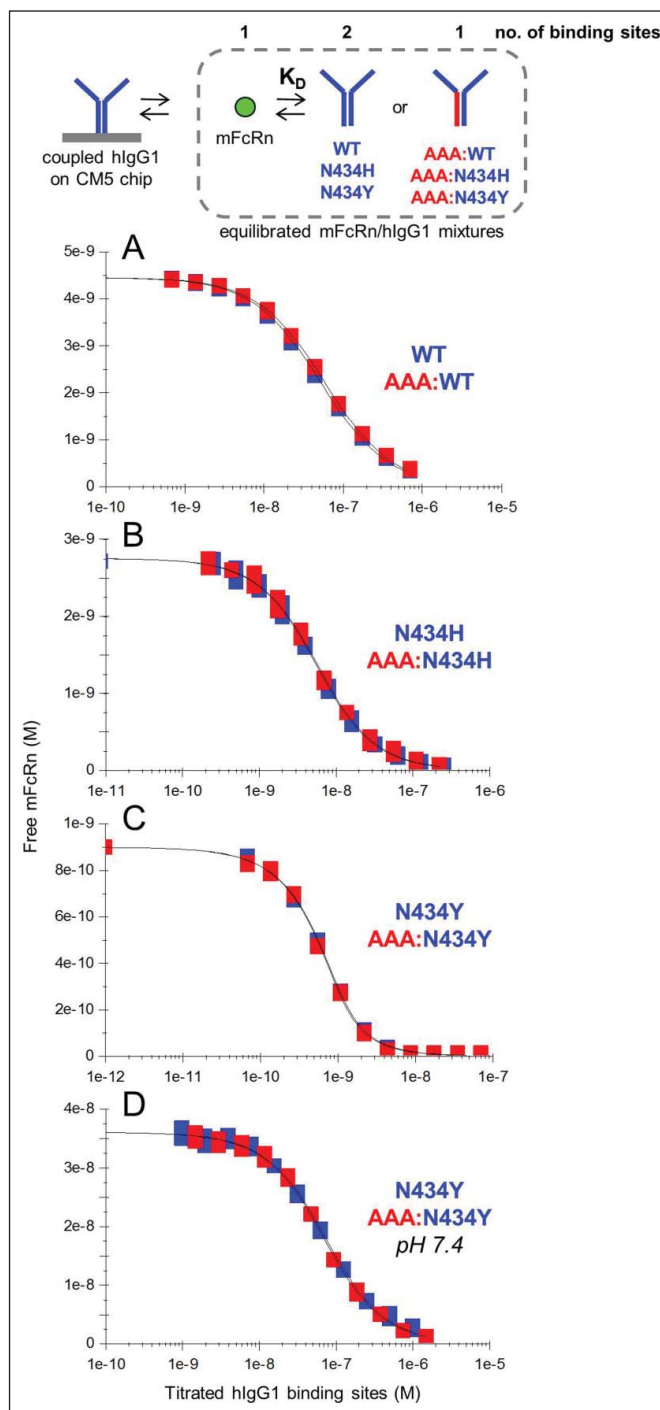 1 2 1 no. of binding sites
K_D
mFcRn
or
coupled hIgG1
on CM5 chip
WT
N434H
N434Y
AAA:WT
AAA:N434H
AAA:N434Y
equilibrated mFcRn/hIgG1 mixtures
A
5e-9
4e-9
3e-9
2e-9
1e-9
0
WT
AAA:WT
1e-10 1e-9 1e-8 1e-7 1e-6 1e-5
B
3e-9
2e-9
1e-9
0
N434H
AAA:N434H
1e-11 1e-10 1e-9 1e-8 1e-7 1e-6
Free mFcRn (M)
C
1e-9
8e-10
6e-10
4e-10
2e-10
0
N434Y
AAA:N434Y
1e-12 1e-11 1e-10 1e-9 1e-8 1e-7
D
4e-8
3e-8
2e-8
1e-8
0
N434Y
AAA:N434Y
pH 7.4
1e-10 1e-9 1e-8 1e-7 1e-6 1e-5
Titrated hIgG1 binding sites (M)